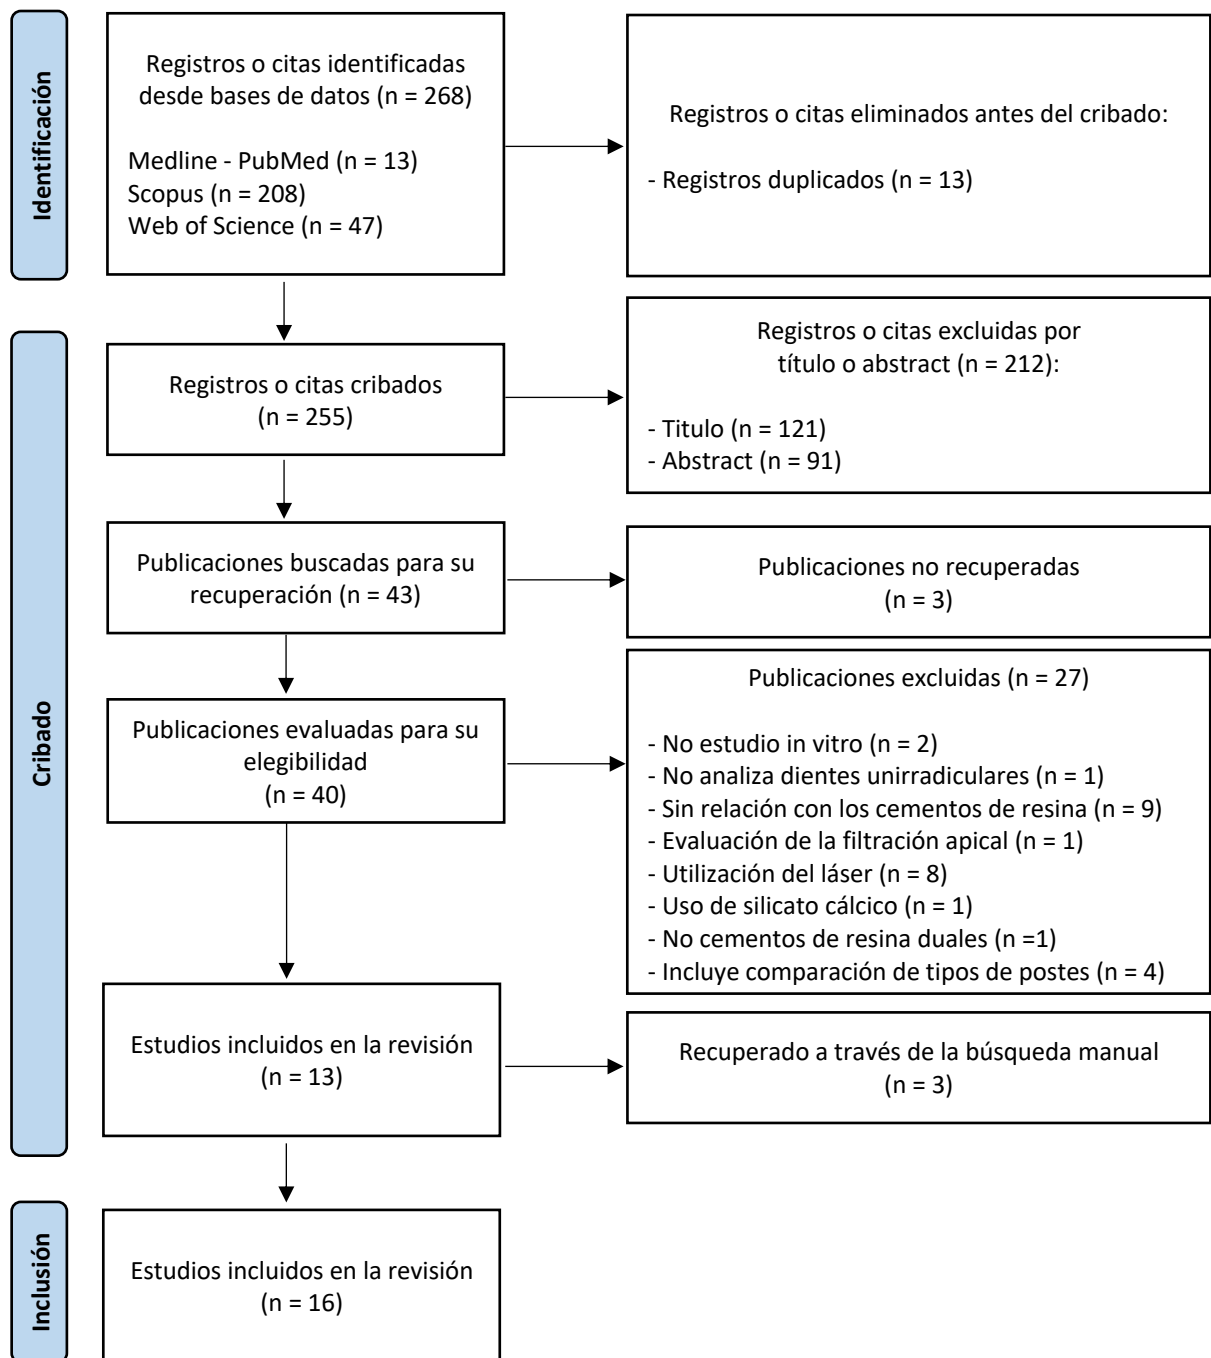 Identificación
Registros o citas identificadas
desde bases de datos (n = 268)
Medline - PubMed (n = 13)
Scopus (n = 208)
Web of Science (n = 47)
Registros o citas eliminados antes del cribado:
- Registros duplicados (n = 13)
Cribado
Registros o citas cribados
(n = 255)
Registros o citas excluidas por
título o abstract (n = 212):
- Titulo (n = 121)
- Abstract (n = 91)
Publicaciones buscadas para su
recuperación (n = 43)
Publicaciones no recuperadas
(n = 3)
Publicaciones evaluadas para su
elegibilidad
(n = 40)
Publicaciones excluidas (n = 27)
- No estudio in vitro (n = 2)
- No analiza dientes unirradiculares (n = 1)
- Sin relación con los cementos de resina (n = 9)
- Evaluación de la filtración apical (n = 1)
- Utilización del láser (n = 8)
- Uso de silicato cálcico (n = 1)
- No cementos de resina duales (n =1)
- Incluye comparación de tipos de postes (n = 4)
Estudios incluidos en la revisión
(n = 13)
Recuperado a través de la búsqueda manual
(n = 3)
Inclusión
Estudios incluidos en la revisión
(n = 16)